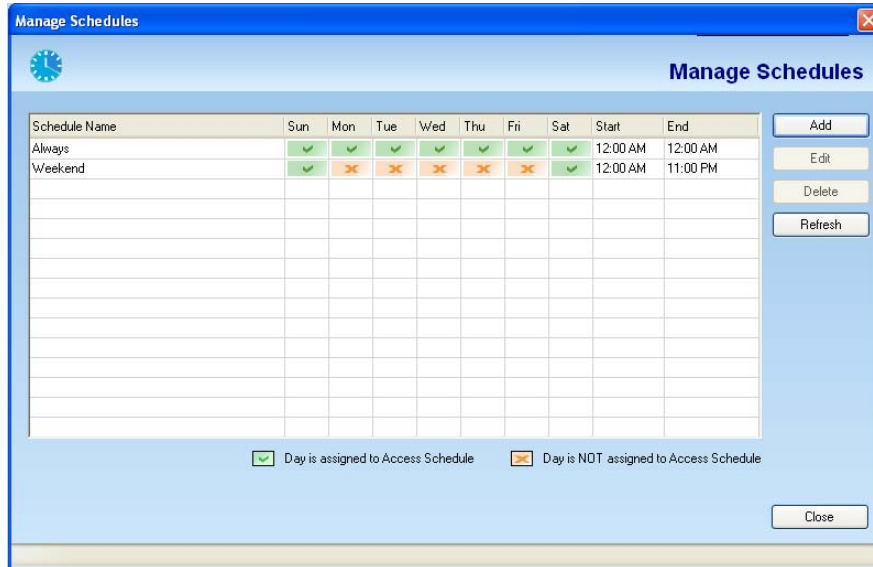 Manage Schedules
Manage Schedules
Schedule Name Sun Mon Tue Wed Thu Fri Sat Start End
Always 12:00 AM 12:00 AM
Weekend 12:00 AM 11:00 PM
Add
Edit
Delete
Refresh
Day is assigned to Access Schedule Day is NOT assigned to Access Schedule
Close